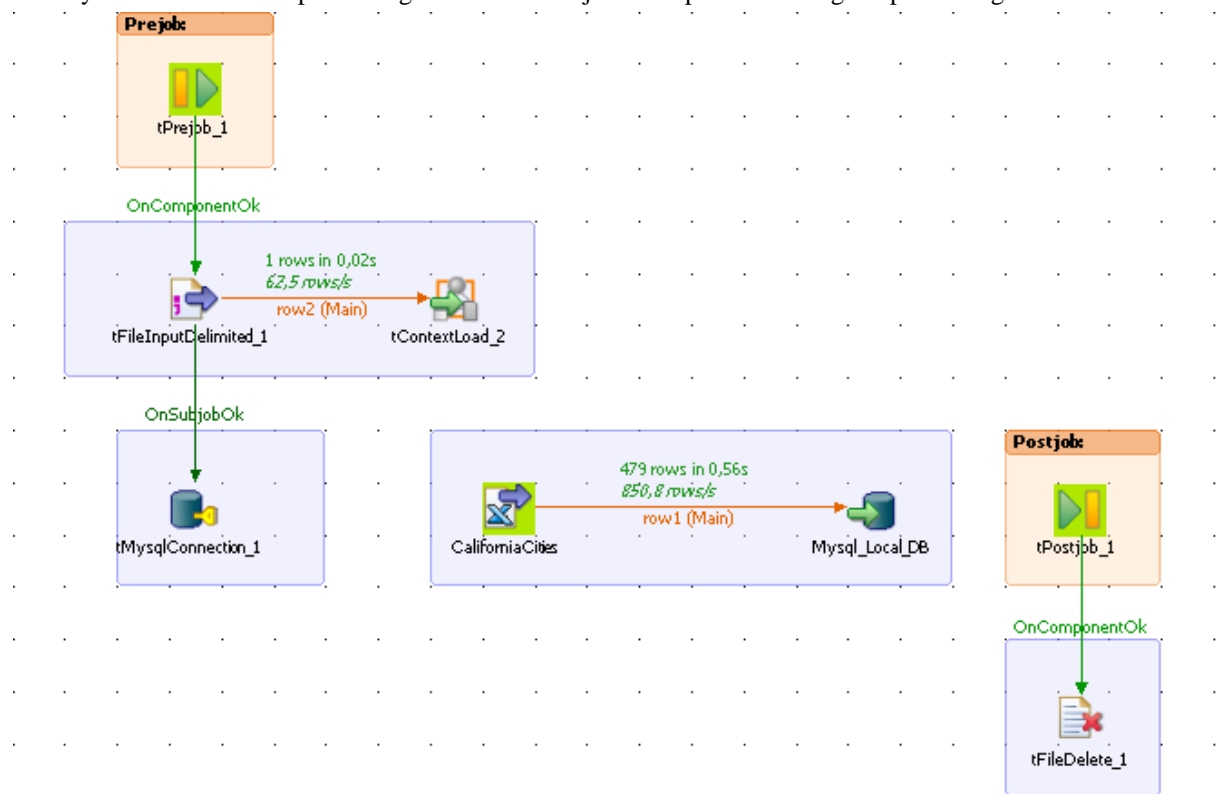 Prejob:
tPrejob_1
OnComponentOk
1 rows in 0,02s
62,5 rows/s
row2 (Main)
tFileInputDelimited_1
tContextLoad_2
OnSubjobOk
tMysqlConnection_1
479 rows in 0,56s
850,8 rows/s
row1 (Main)
CaliforniaCities
Mysql_Local_DB
Postjob:
tPostjob_1
OnComponentOk
tFileDelete_1